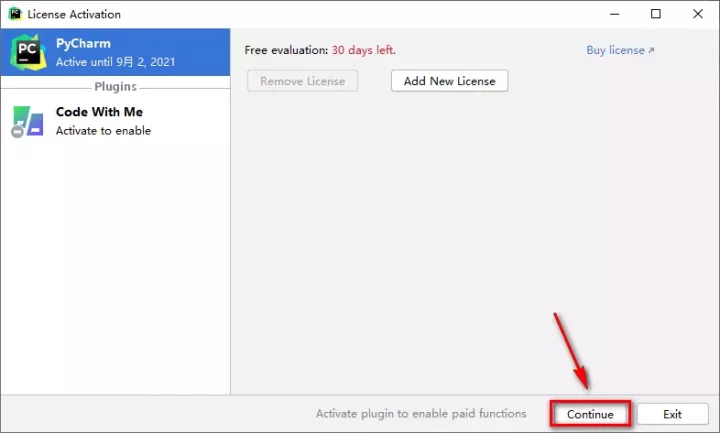 License Activation
PC
PyCharm
Active until 9月 2, 2021
Plugins
Code With Me
Activate to enable
Free evaluation: 30 days left.
Buy license
Remove License
Add New License
Activate plugin to enable paid functions
Continue
Exit